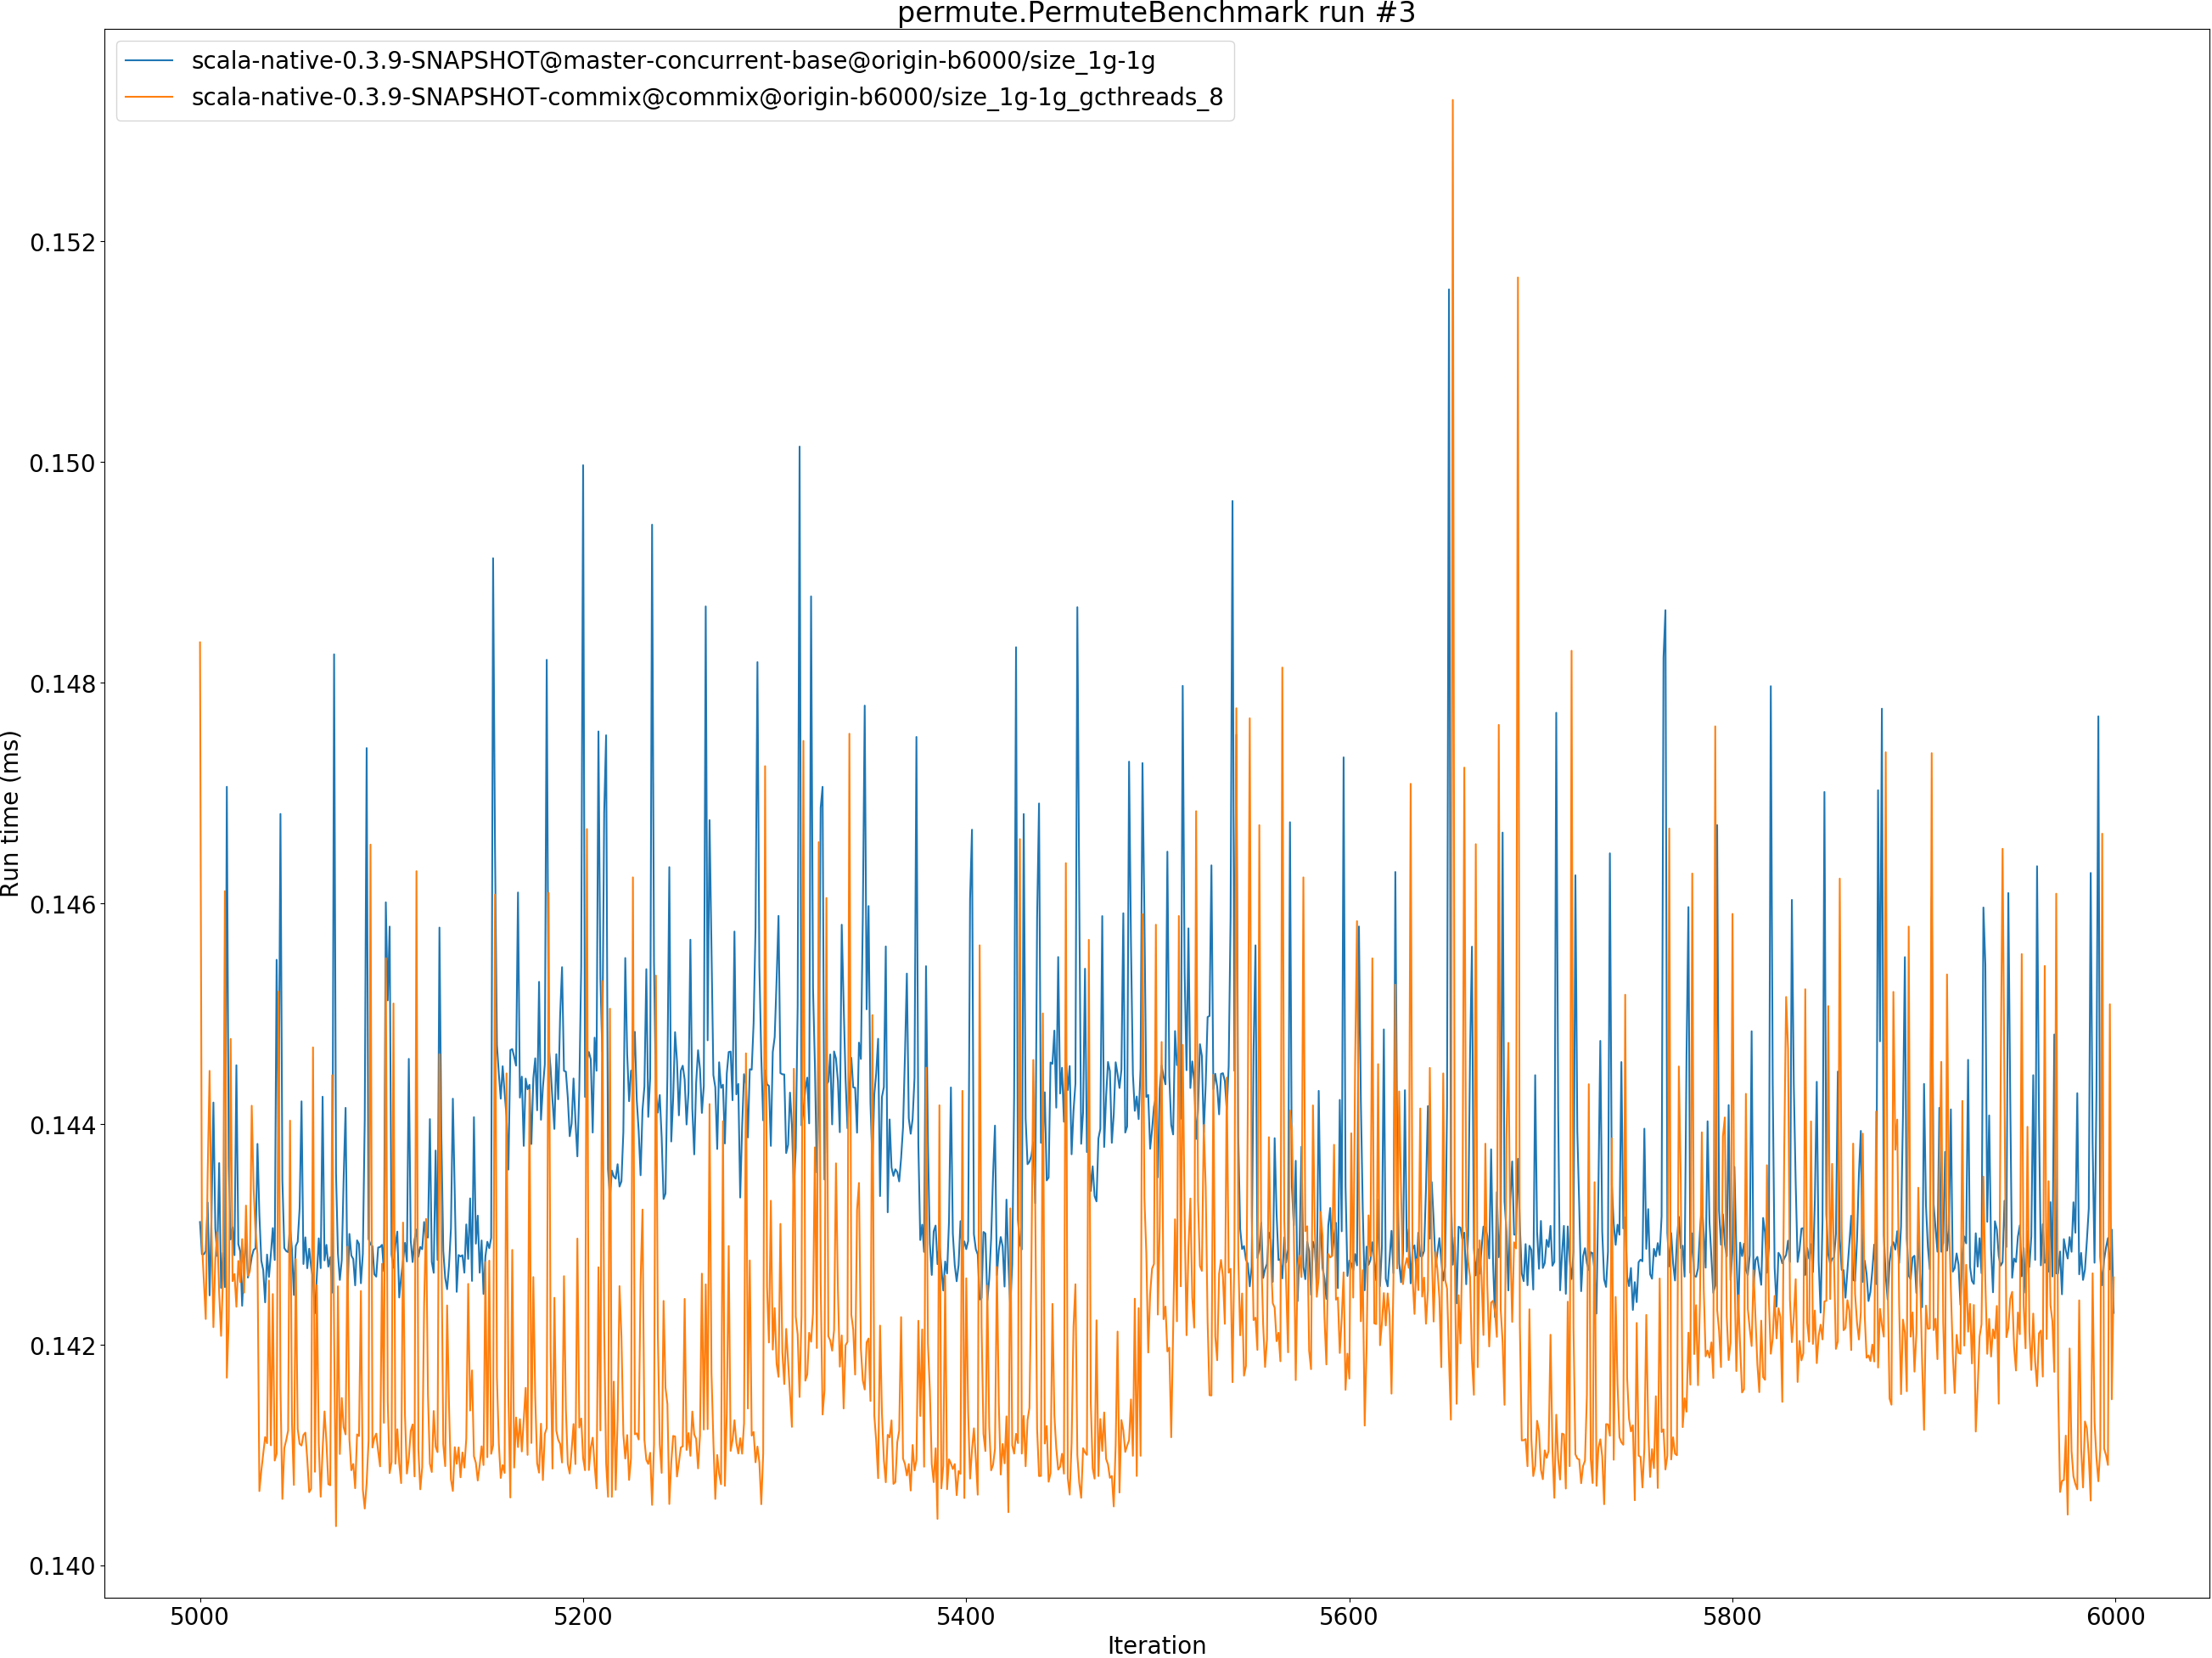 permute.PermuteBenchmark run #3
scala-native-0.3.9-SNAPSHOT@master-concurrent-base@origin-b6000/size_1g-1g
scala-native-0.3.9-SNAPSHOT-commix@commix@origin-b6000/size_1g-1g_gcthreads_8
0.152
0.150
0.148
0.146
0.144
0.142
0.140
Run time (ms)
5000 5200 5400 5600 5800 6000
Iteration